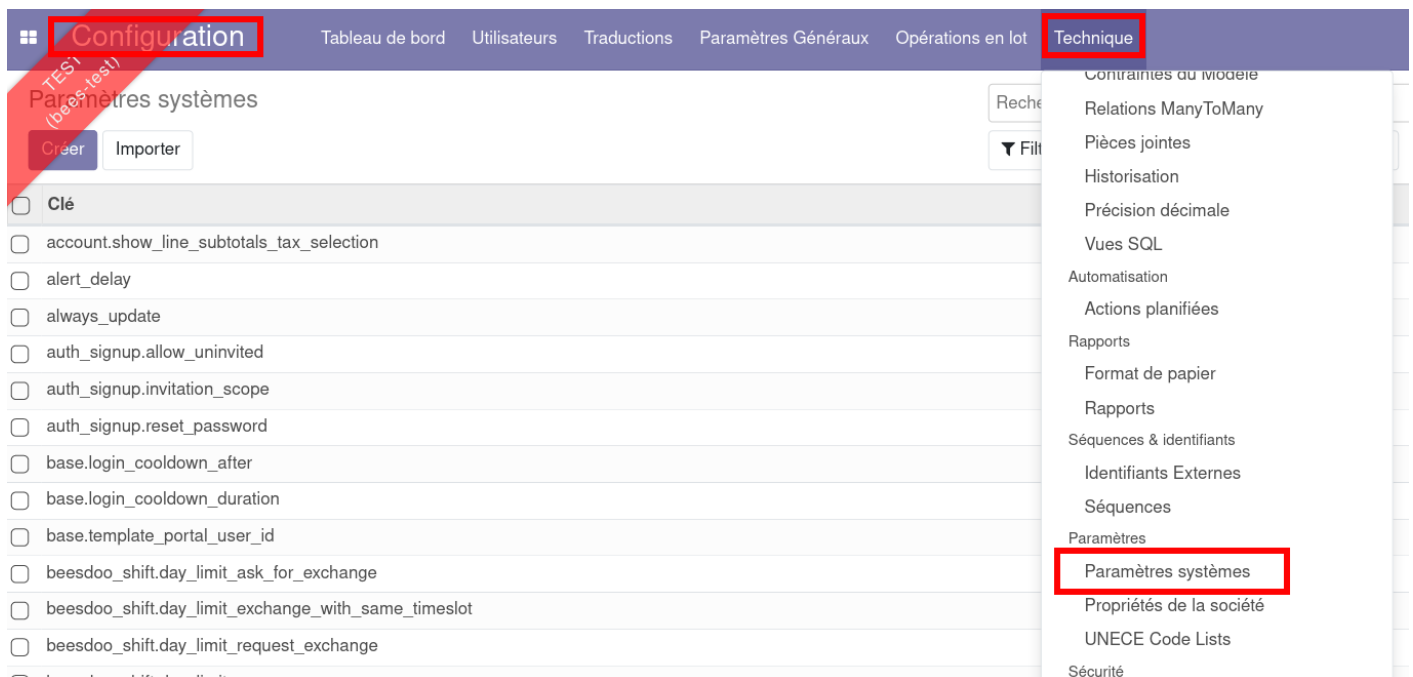 Configuration Tableau de bord Utilisateurs Traductions Paramètres Généraux Opérations en lot Technique
TEST
(bees-test)
Paramètres systèmes
Reche
Créer Importer
Filt
Clé
account.show_line_subtotals_tax_selection
alert_delay
always_update
auth_signup.allow_uninvited
auth_signup.invitation_scope
auth_signup.reset_password
base.login_cooldown_after
base.login_cooldown_duration
base.template_portal_user_id
beesdoo_shift.day_limit_ask_for_exchange
beesdoo_shift.day_limit_exchange_with_same_timeslot
beesdoo_shift.day_limit_request_exchange
Contraintes du Modèle
Relations ManyToMany
Pièces jointes
Historisation
Précision décimale
Vues SQL
Automatisation
Actions planifiées
Rapports
Format de papier
Rapports
Séquences & identifiants
Identifiants Externes
Séquences
Paramètres
Paramètres systèmes
Propriétés de la société
UNECE Code Lists
Sécurité